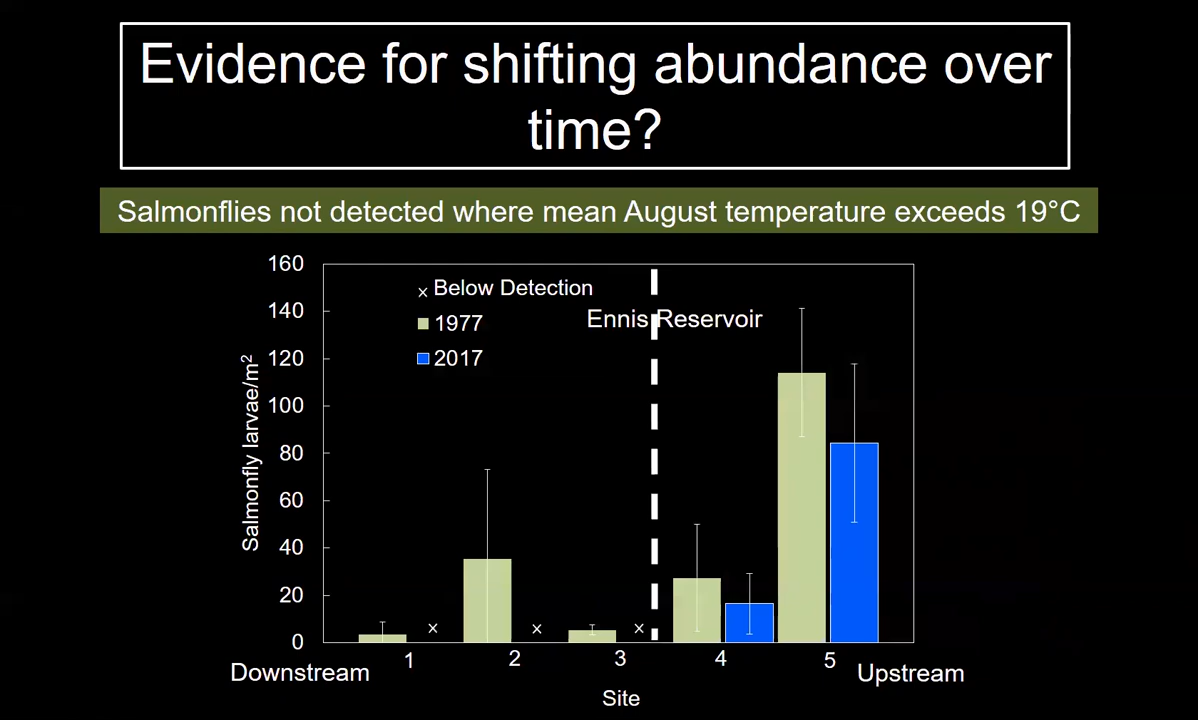 Evidence for shifting abundance over
time?
Salmonflies not detected where mean August temperature exceeds 19°C
160
140
120
100
80
60
40
20
0
Salmonfly larvae/m²
× Below Detection
1977
2017
Ennis Reservoir
× × ×
1 2 3 4 5
Downstream
Upstream
Site